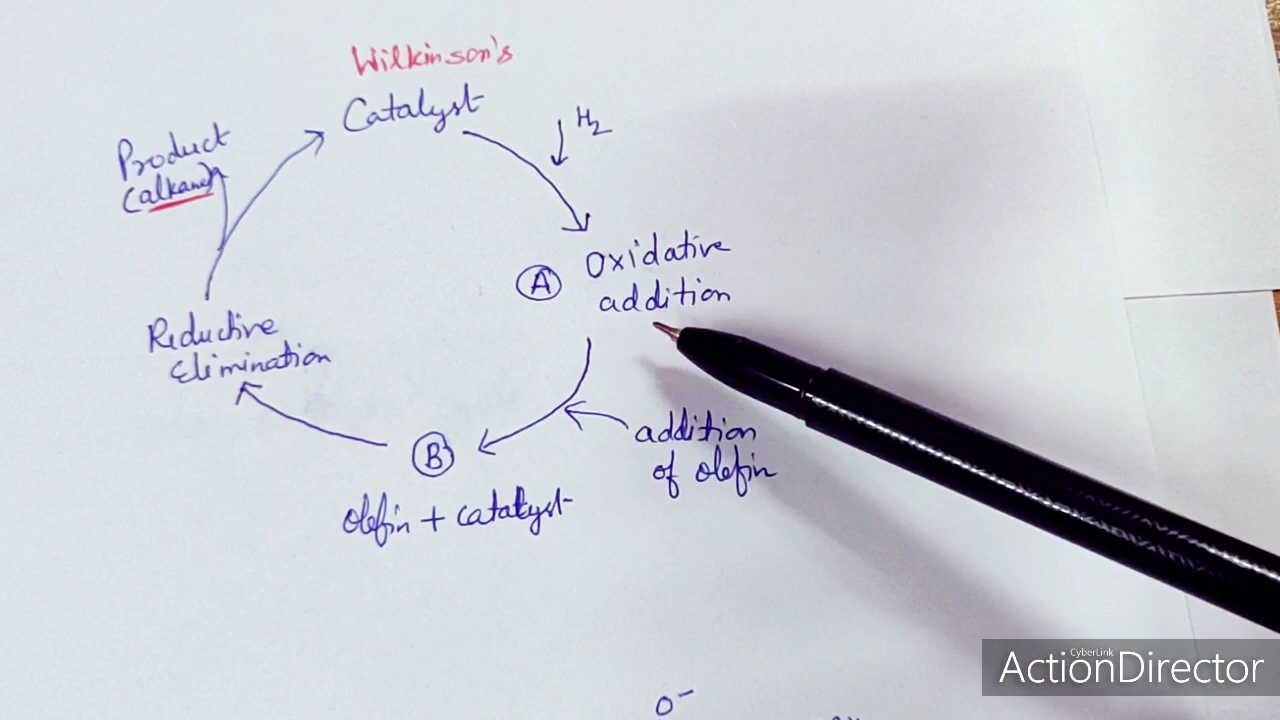 Wilkinson's
Catalyst
H2
Product
(alkane)
Oxidative
A
addition
Reductive
Elimination
addition
of olefin
B
olefin + catalyst
CyberLink
ActionDirector
O−